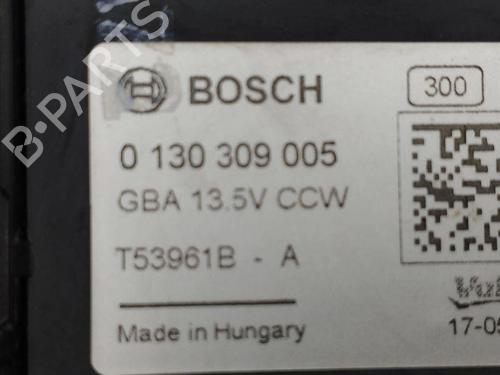 BOSCH
300
0 130 309 005
GBA 13.5V CCW
T53961B - A
17-05
Made in Hungary
B-PARTS